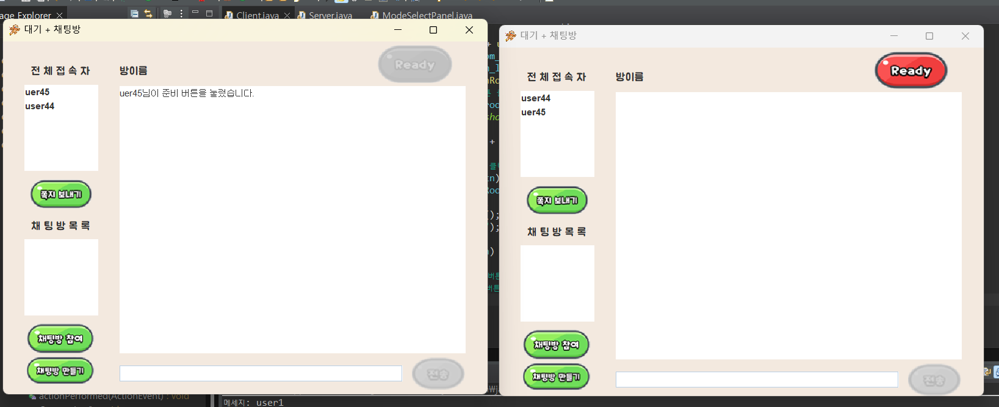 age Explorer
Client.java
Server.java
ModeSelectPanel.java
대기 + 채팅방
Ready
전 체 접 속 자
방이름
uer45
user44
uer45님이 준비 버튼을 눌렀습니다.
쪽지 보내기
채 팅 방 목 록
채팅방 참여
채팅방 만들기
전송
대기 + 채팅방
Ready
전 체 접 속 자
방이름
user44
uer45
쪽지 보내기
채 팅 방 목 록
채팅방 참여
채팅방 만들기
전송
actionPerformed(ActionEvent) : void
메세지: user1